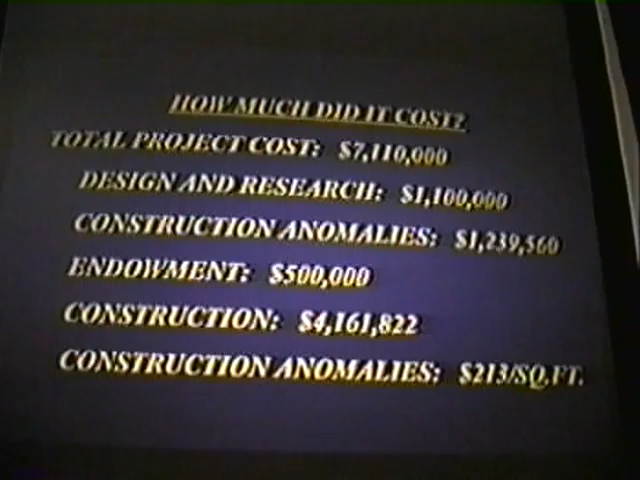 HOW MUCH DID IT COST?
TOTAL PROJECT COST: $7,110,000
DESIGN AND RESEARCH: $1,100,000
CONSTRUCTION ANOMALIES: $1,239,560
ENDOWMENT: $500,000
CONSTRUCTION: $4,161,822
CONSTRUCTION ANOMALIES: $213/SQ.FT.